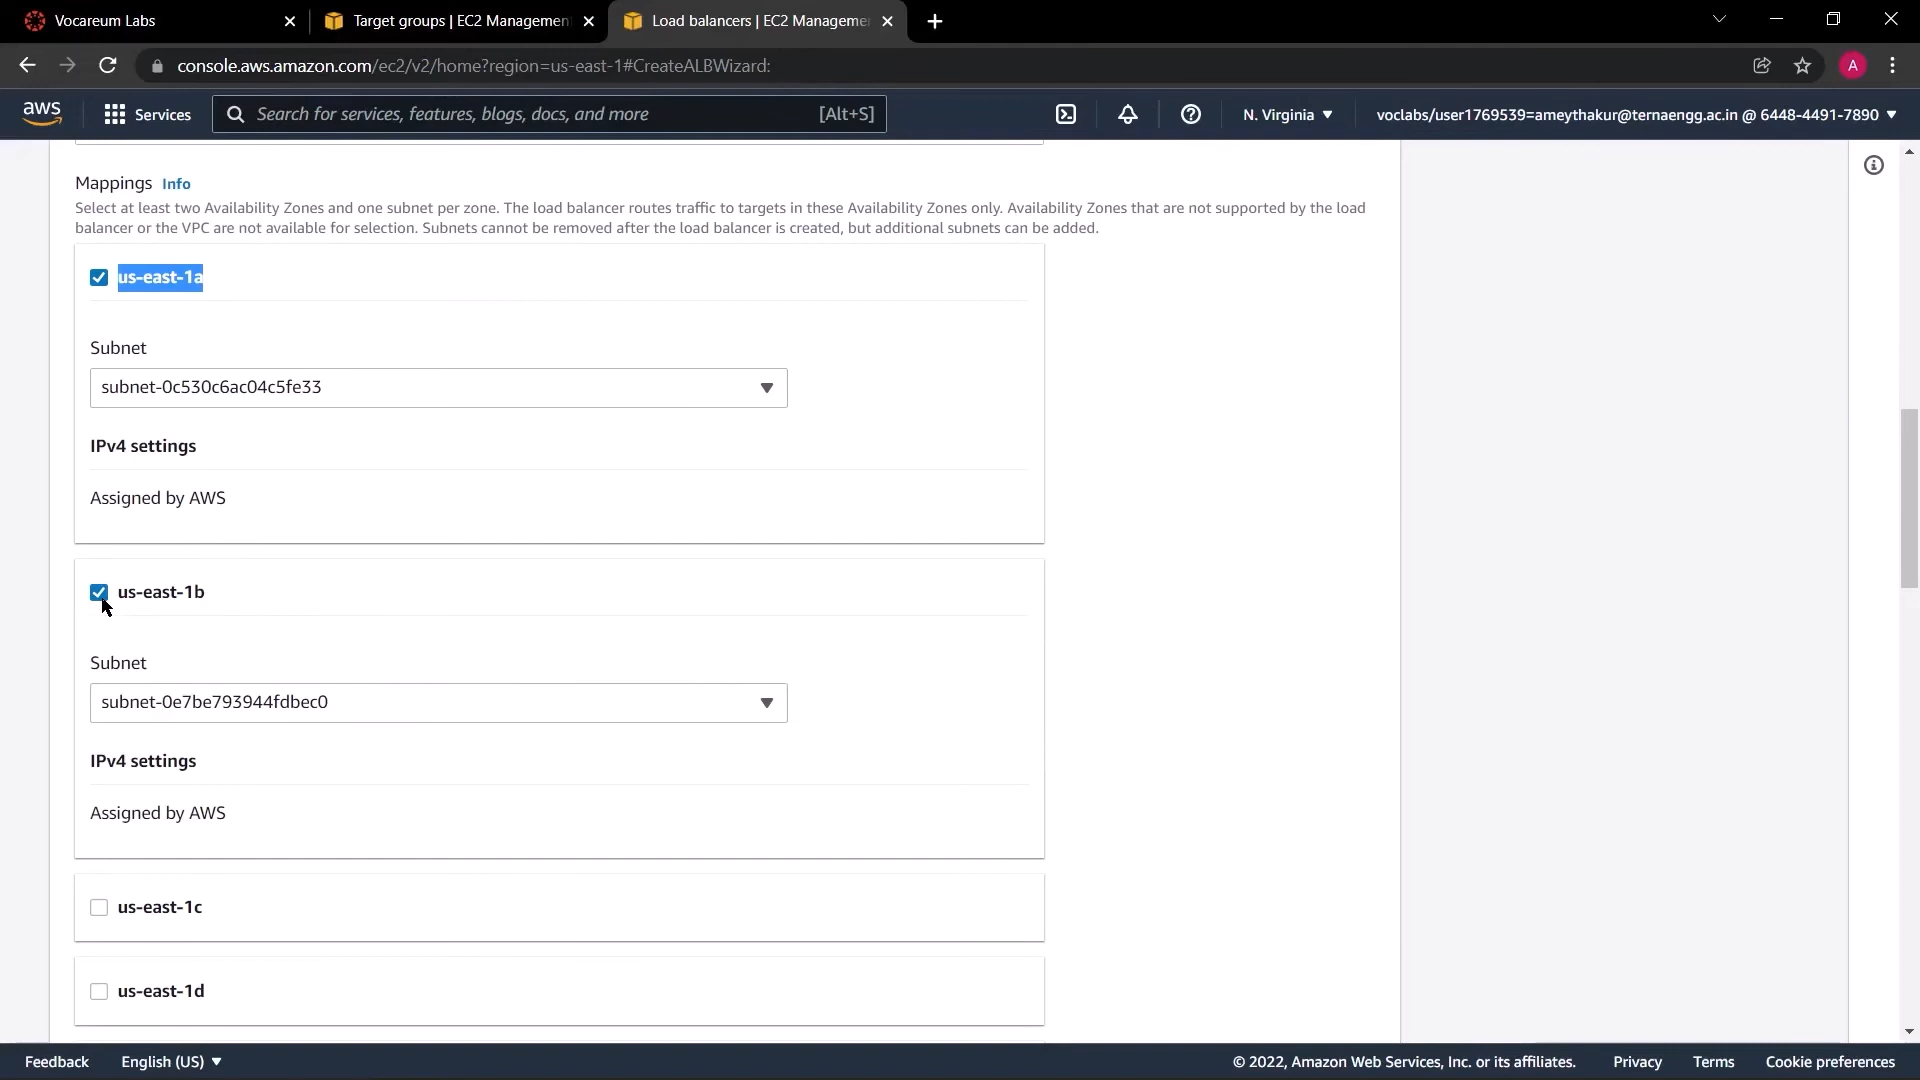 Vocareum Labs
Target groups | EC2 Managemen
Load balancers | EC2 Manageme
console.aws.amazon.com/ec2/v2/home?region=us-east-1#CreateALBWizard:
A
aws
Services
Search for services, features, blogs, docs, and more
[Alt+S]
N. Virginia
voclabs/user1769539=ameythakur@ternaengg.ac.in @ 6448-4491-7890
Mappings Info
Select at least two Availability Zones and one subnet per zone. The load balancer routes traffic to targets in these Availability Zones only. Availability Zones that are not supported by the load
balancer or the VPC are not available for selection. Subnets cannot be removed after the load balancer is created, but additional subnets can be added.
us-east-1a
Subnet
subnet-0c530c6ac04c5fe33
IPv4 settings
Assigned by AWS
us-east-1b
Subnet
subnet-0e7be793944fdbec0
IPv4 settings
Assigned by AWS
us-east-1c
us-east-1d
Feedback
English (US)
© 2022, Amazon Web Services, Inc. or its affiliates.
Privacy
Terms
Cookie preferences